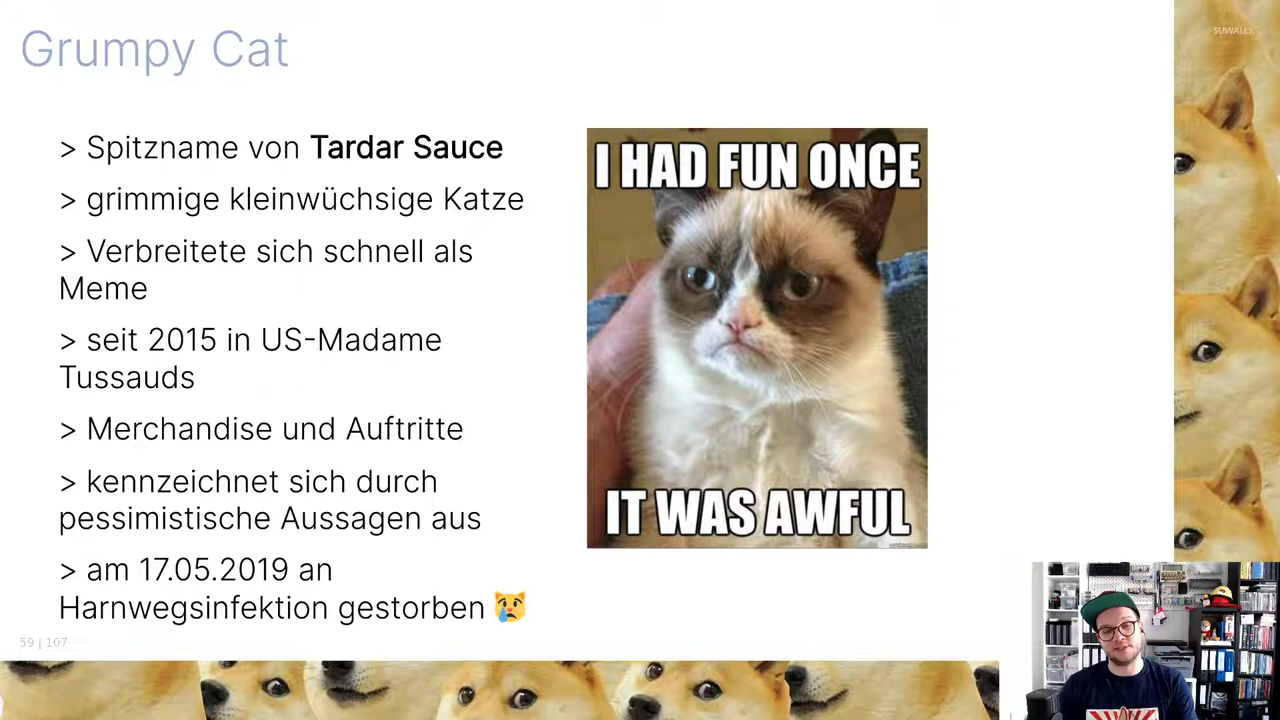 Grumpy Cat
SUWALLS
> Spitzname von Tardar Sauce
> grimmige kleinwüchsige Katze
> Verbreitete sich schnell als
Meme
> seit 2015 in US-Madame
Tussauds
> Merchandise und Auftritte
> kennzeichnet sich durch
pessimistische Aussagen aus
> am 17.05.2019 an
Harnwegsinfektion gestorben 😿
I HAD FUN ONCE
IT WAS AWFUL
59 | 107